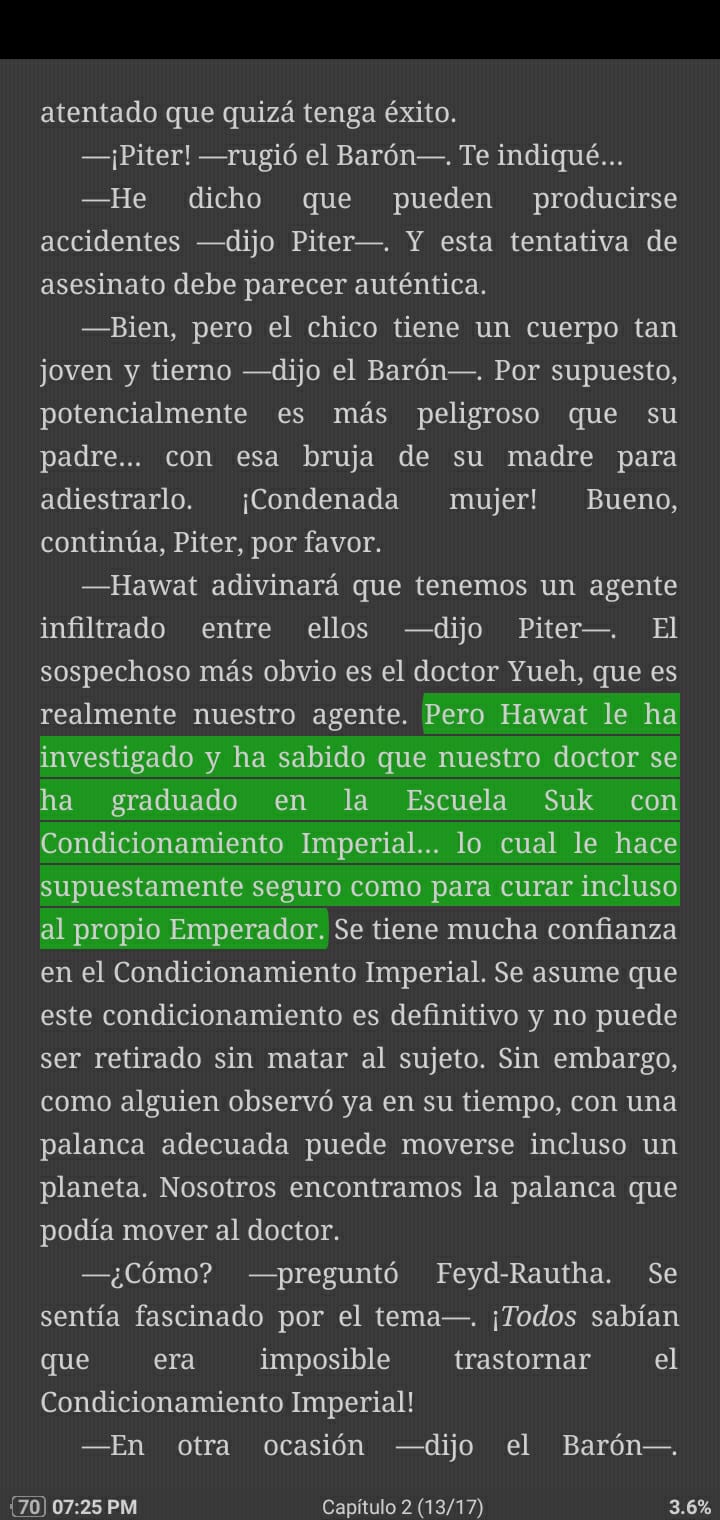 atentado que quizá tenga éxito.
—¡Piter! —rugió el Barón—. Te indiqué...
—He dicho que pueden producirse
accidentes —dijo Piter—. Y esta tentativa de
asesinato debe parecer auténtica.
—Bien, pero el chico tiene un cuerpo tan
joven y tierno —dijo el Barón—. Por supuesto,
potencialmente es más peligroso que su
padre... con esa bruja de su madre para
adiestrarlo. ¡Condenada mujer! Bueno,
continúa, Piter, por favor.
—Hawat adivinará que tenemos un agente
infiltrado entre ellos —dijo Piter—. El
sospechoso más obvio es el doctor Yueh, que es
realmente nuestro agente. Pero Hawat le ha
investigado y ha sabido que nuestro doctor se
ha graduado en la Escuela Suk con
Condicionamiento Imperial... lo cual le hace
supuestamente seguro como para curar incluso
al propio Emperador. Se tiene mucha confianza
en el Condicionamiento Imperial. Se asume que
este condicionamiento es definitivo y no puede
ser retirado sin matar al sujeto. Sin embargo,
como alguien observó ya en su tiempo, con una
palanca adecuada puede moverse incluso un
planeta. Nosotros encontramos la palanca que
podía mover al doctor.
—¿Cómo? —preguntó Feyd-Rautha. Se
sentía fascinado por el tema—. ¡Todos sabían
que era imposible trastornar el
Condicionamiento Imperial!
—En otra ocasión —dijo el Barón—.
70 07:25 PM Capítulo 2 (13/17) 3.6%